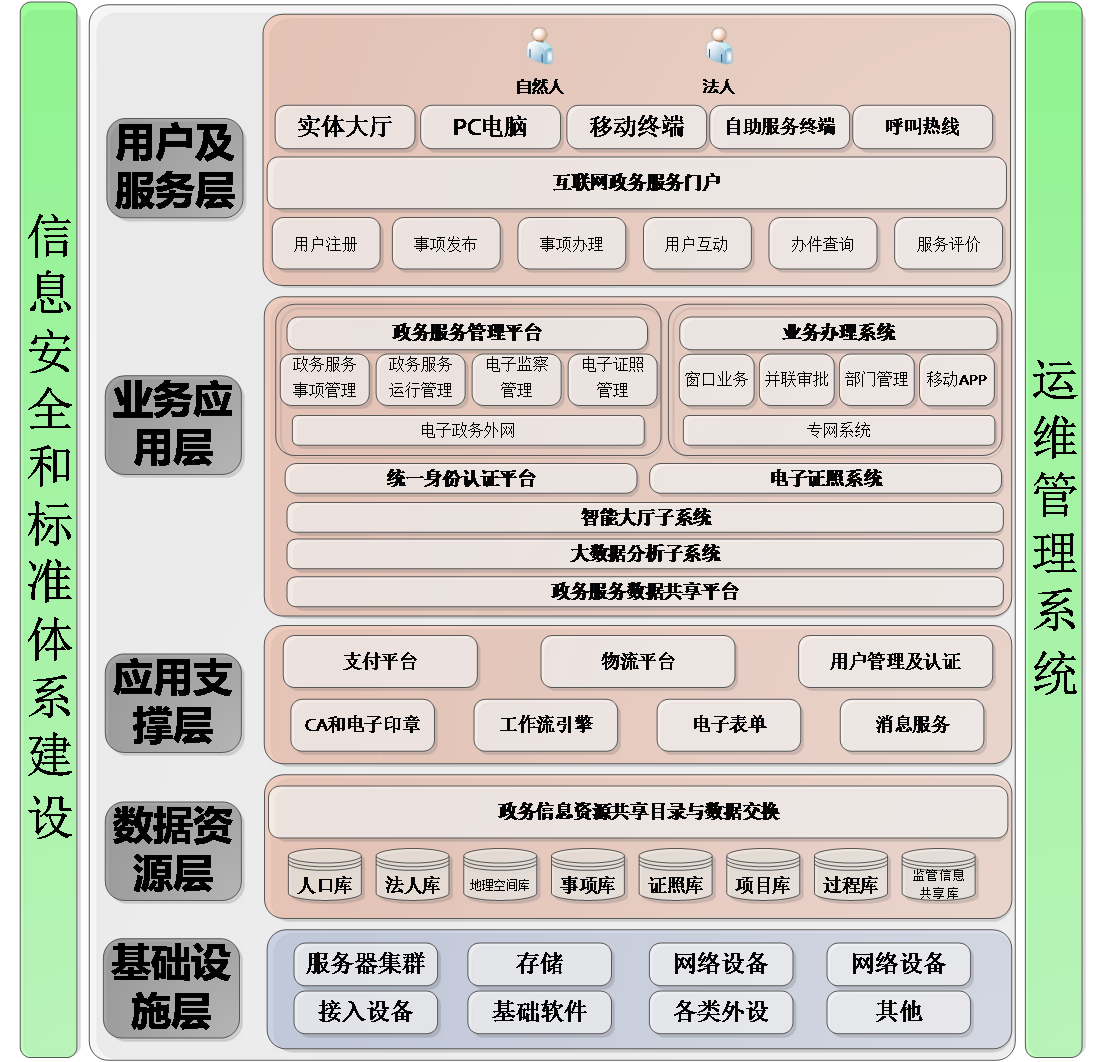 信息安全和标准体系建设
用户及
服务层
自然人
法人
实体大厅
PC电脑
移动终端
自助服务终端
呼叫热线
互联网政务服务门户
用户注册
事项发布
事项办理
用户互动
办件查询
服务评价
业务应
用层
政务服务管理平台
政务服务
事项管理
政务服务
运行管理
电子监察
管理
电子证照
管理
电子政务外网
业务办理系统
窗口业务
并联审批
部门管理
移动APP
专网系统
统一身份认证平台
电子证照系统
智能大厅子系统
大数据分析子系统
政务服务数据共享平台
应用支
撑层
支付平台
物流平台
用户管理及认证
CA和电子印章
工作流引擎
电子表单
消息服务
数据资
源层
政务信息资源共享目录与数据交换
人口库
法人库
地理空间库
事项库
证照库
项目库
过程库
监管信息
共享库
基础设
施层
服务器集群
存储
网络设备
网络设备
接入设备
基础软件
各类外设
其他
运维管理系统